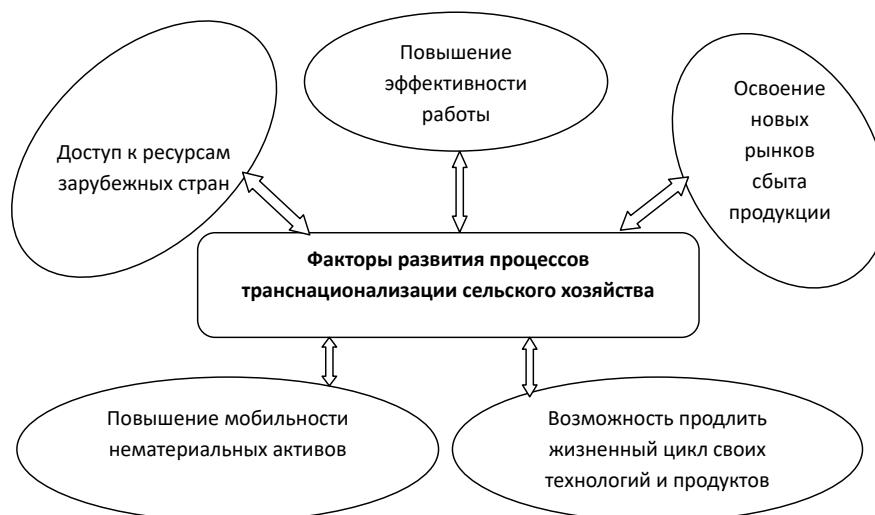 Повышение
эффективности
работы
Освоение
новых
рынков
сбыта
продукции
Доступ к ресурсам
зарубежных стран
Факторы развития процессов
транснационализации сельского хозяйства
Повышение мобильности
нематериальных активов
Возможность продлить
жизненный цикл своих
технологий и продуктов